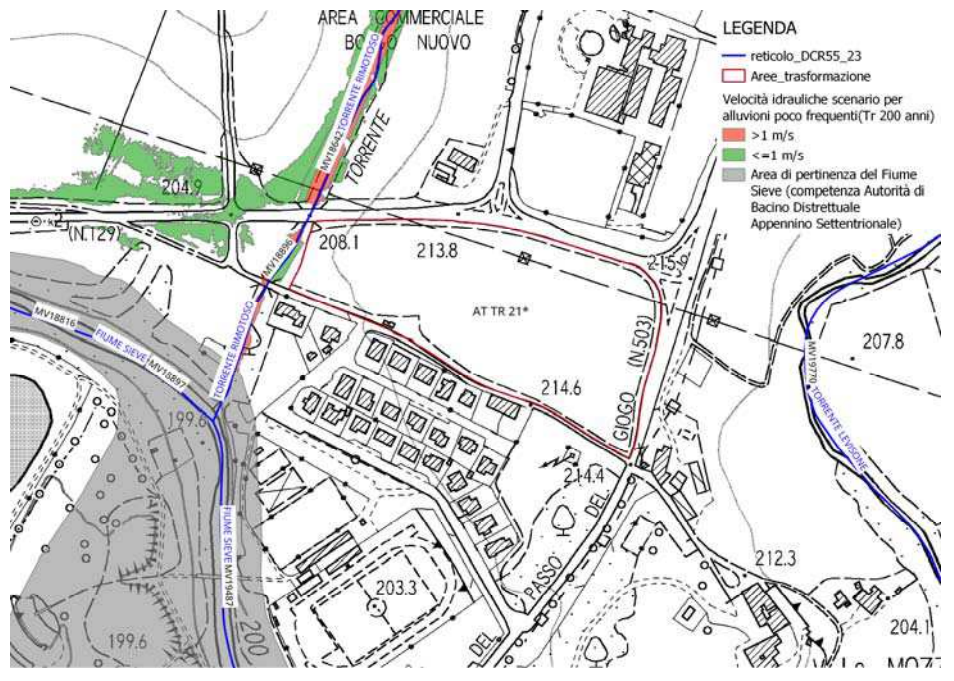 AREA COMMERCIALE
NUOVO
LEGENDA
reticolo_DCR55_23
Aree_trasformazione
Velocità idrauliche scenario per
alluvioni poco frequenti(Tr 200 anni)
>1 m/s
<=1 m/s
Area di pertinenza del Fiume
Sieve (competenza Autorità di
Bacino Distrettuale
Appennino Settentrionale)
TORRENTE RIMOTOSO
MV18642
TORRENTE
204.9
(N.129)
208.1
213.8
MV18896
AT TR 21*
MV18816
FIUME SIEVE
MV18897
TORRENTE RIMOTOSO
199.6
214.6
GIOGO (N.503)
207.8
MV19770
TORRENTE LEVISONE
214.4
DEL
PASSO
DEL
FIUME SIEVE
MV19487
203.3
212.3
199.6
200
204.1